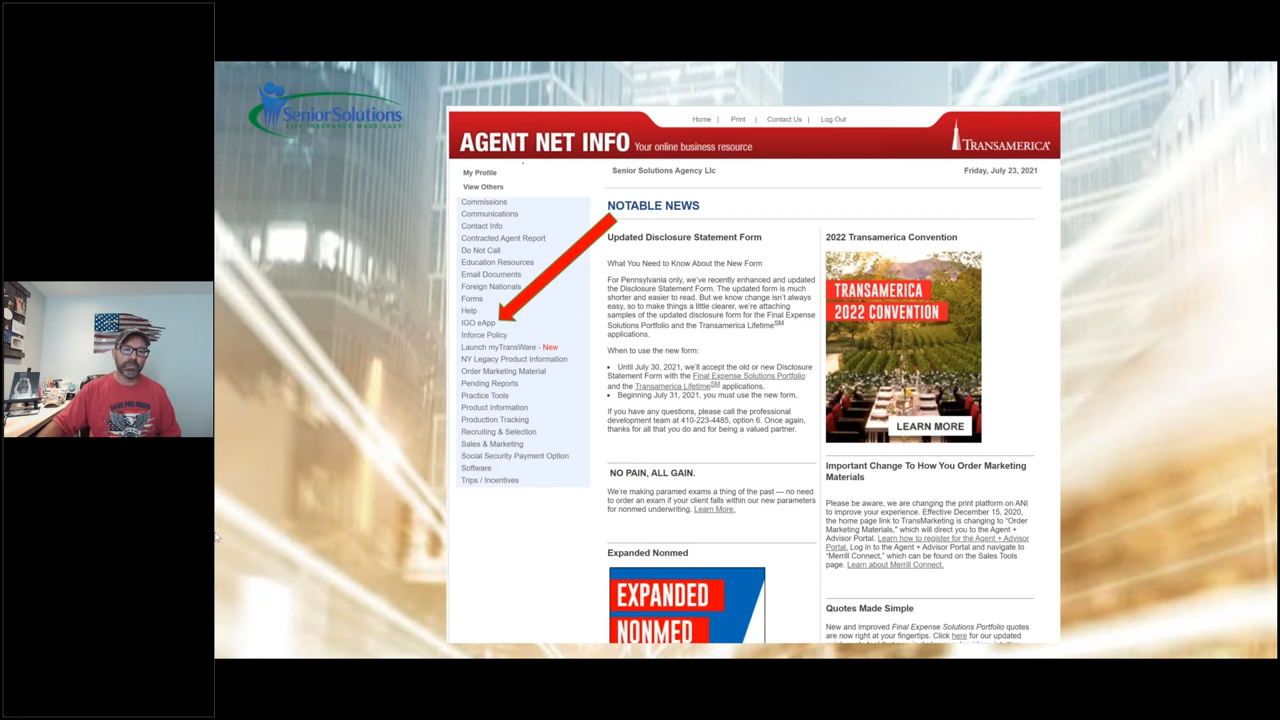 SeniorSolutions
LIFE INSURANCE MADE EASY
Home | Print | Contact Us | Log Out
AGENT NET INFO Your online business resource
TRANSAMERICA®
My Profile
View Others
Commissions
Communications
Contact Info
Contracted Agent Report
Do Not Call
Education Resources
Email Documents
Foreign Nationals
Forms
Help
IGO eApp
Inforce Policy
Launch myTransWare - New
NY Legacy Product Information
Order Marketing Material
Pending Reports
Practice Tools
Product Information
Production Tracking
Recruiting & Selection
Sales & Marketing
Social Security Payment Option
Software
Trips / Incentives
Senior Solutions Agency Llc
Friday, July 23, 2021
NOTABLE NEWS
Updated Disclosure Statement Form
What You Need to Know About the New Form
For Pennsylvania only, we've recently enhanced and updated
the Disclosure Statement Form. The updated form is much
shorter and easier to read. But we know change isn't always
easy, so to make things a little clearer, we're attaching
samples of the updated disclosure form for the Final Expense
Solutions Portfolio and the Transamerica Lifetime℠
applications.
When to use the new form:
• Until July 30, 2021, we'll accept the old or new Disclosure
Statement Form with the Final Expense Solutions Portfolio
and the Transamerica Lifetime℠ applications.
• Beginning July 31, 2021, you must use the new form.
If you have any questions, please call the professional
development team at 410-223-4485, option 6. Once again,
thanks for all that you do and for being a valued partner.
NO PAIN, ALL GAIN.
We're making paramed exams a thing of the past — no need
to order an exam if your client falls within our new parameters
for nonmed underwriting. Learn More.
Expanded Nonmed
EXPANDED
NONMED
2022 Transamerica Convention
TRANSAMERICA
2022 CONVENTION
LEARN MORE
Important Change To How You Order Marketing
Materials
Please be aware, we are changing the print platform on ANI
to improve your experience. Effective December 15, 2020,
the home page link to TransMarketing is changing to "Order
Marketing Materials," which will direct you to the Agent +
Advisor Portal. Learn how to register for the Agent + Advisor
Portal. Log in to the Agent + Advisor Portal and navigate to
"Merrill Connect," which can be found on the Sales Tools
page. Learn about Merrill Connect.
Quotes Made Simple
New and improved Final Expense Solutions Portfolio quotes
are now right at your fingertips. Click here for our updated